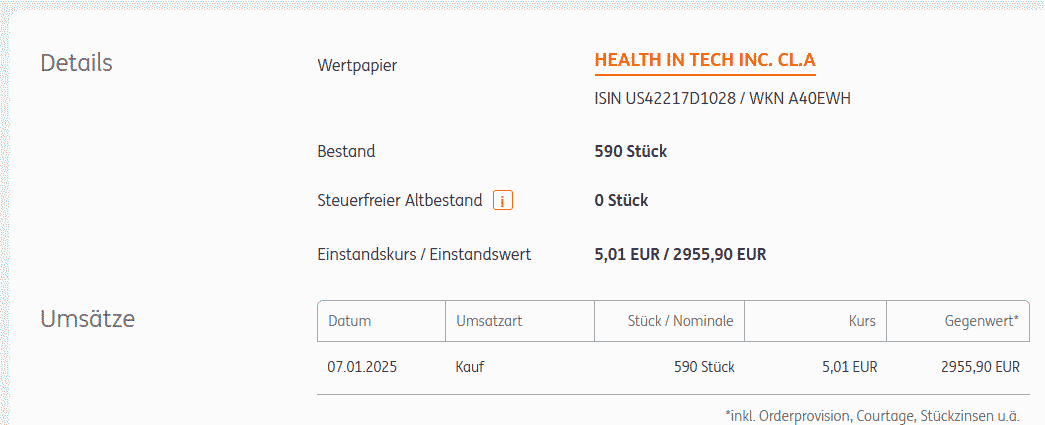 Details
Wertpapier
HEALTH IN TECH INC. CL.A
ISIN US42217D1028 / WKN A40EWH
Bestand
590 Stück
Steuerfreier Altbestand i
0 Stück
Einstandskurs / Einstandswert
5,01 EUR / 2955,90 EUR
Umsätze
Datum Umsatzart Stück / Nominale Kurs Gegenwert*
07.01.2025 Kauf 590 Stück 5,01 EUR 2955,90 EUR
*inkl. Orderprovision, Courtage, Stückzinsen u.ä.